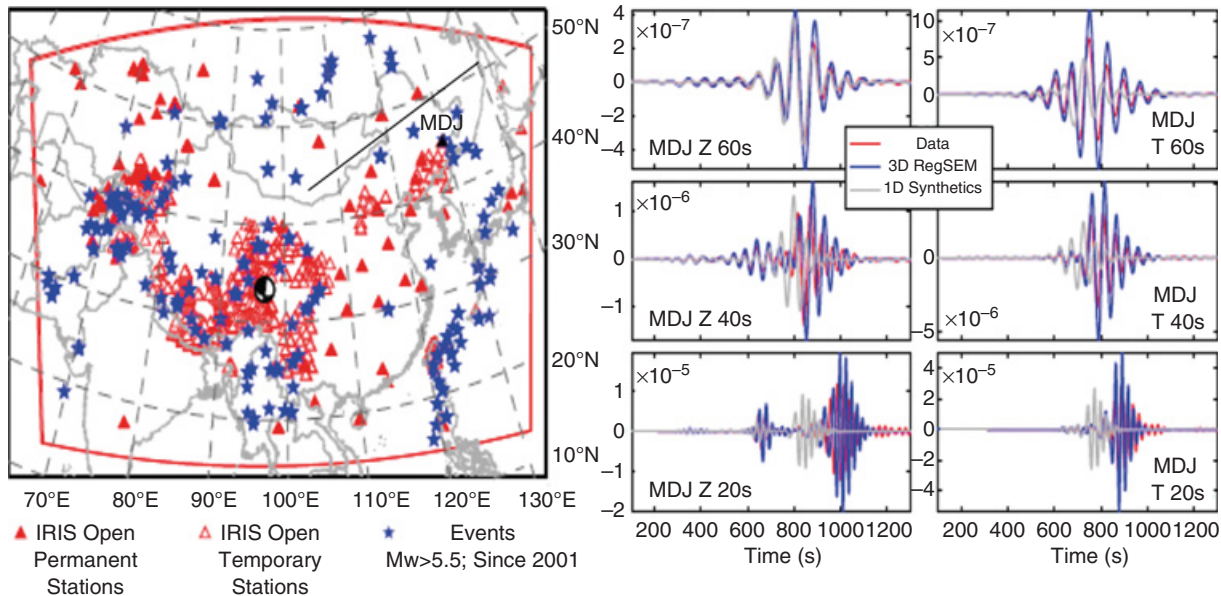 50°N
40°N
30°N
20°N
10°N
MDJ
70°E 80°E 90°E 100°E 110°E 120°E 130°E
IRIS Open Permanent Stations
IRIS Open Temporary Stations
Events Mw>5.5; Since 2001
4
2
0
−2
−4
×10⁻⁷
MDJ Z 60s
10
5
0
−5
×10⁻⁷
MDJ
T 60s
Data
3D RegSEM
1D Synthetics
1
0
−1
×10⁻⁶
MDJ Z 40s
0
−5
×10⁻⁶
MDJ
T 40s
1
0
−1
−2
×10⁻⁵
MDJ Z 20s
200 400 600 800 1000 1200
Time (s)
4
2
0
−2
−4
×10⁻⁵
MDJ
T 20s
200 400 600 800 1000 1200
Time (s)